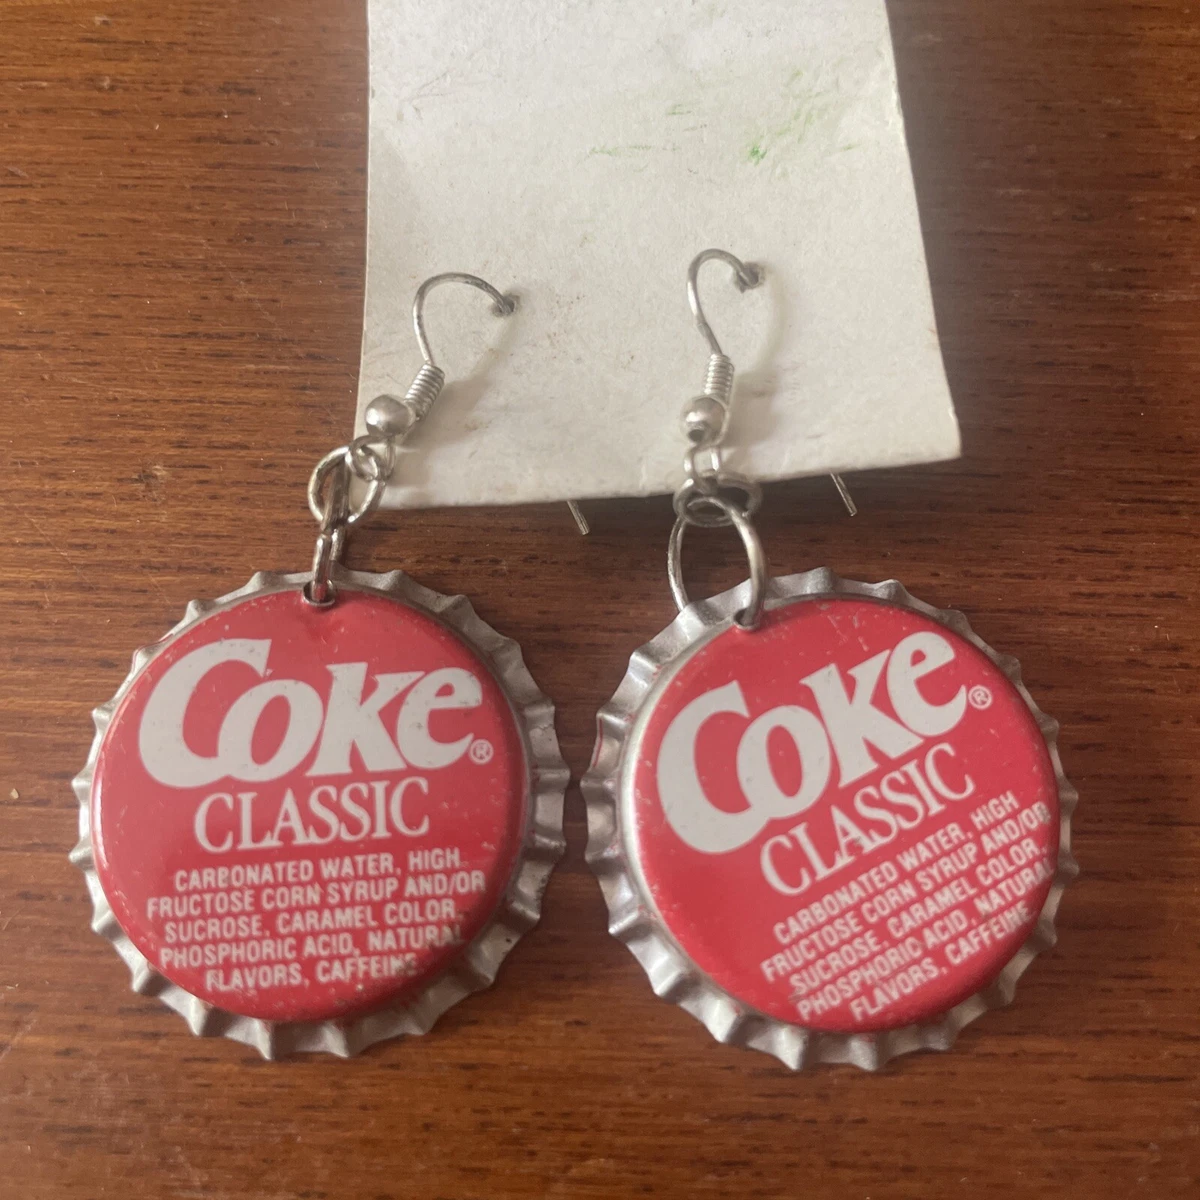 Coke®
CLASSIC
CARBONATED WATER, HIGH
FRUCTOSE CORN SYRUP AND/OR
SUCROSE, CARAMEL COLOR,
PHOSPHORIC ACID, NATURAL
FLAVORS, CAFFEINE.
Coke®
CLASSIC
CARBONATED WATER, HIGH
FRUCTOSE CORN SYRUP AND/OR
SUCROSE, CARAMEL COLOR,
PHOSPHORIC ACID, NATURAL
FLAVORS, CAFFEINE.